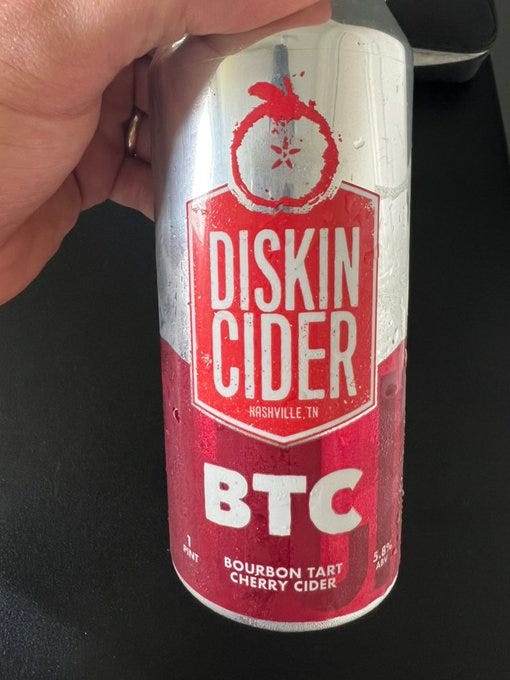 DISKIN
CIDER
NASHVILLE, TN
BTC
1
PINT
BOURBON TART
CHERRY CIDER
5.8%
ABV